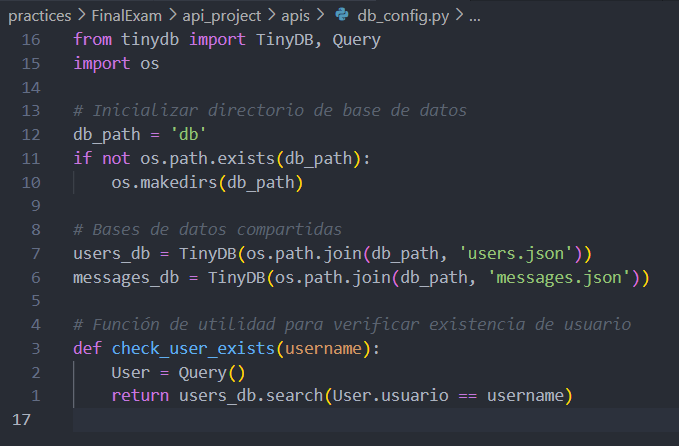 practices > FinalExam > api_project > apis > db_config.py > ...
16 from tinydb import TinyDB, Query
15 import os
14
13 # Inicializar directorio de base de datos
12 db_path = 'db'
11 if not os.path.exists(db_path):
10     os.makedirs(db_path)
9
8 # Bases de datos compartidas
7 users_db = TinyDB(os.path.join(db_path, 'users.json'))
6 messages_db = TinyDB(os.path.join(db_path, 'messages.json'))
5
4 # Función de utilidad para verificar existencia de usuario
3 def check_user_exists(username):
2     User = Query()
1     return users_db.search(User.usuario == username)
17